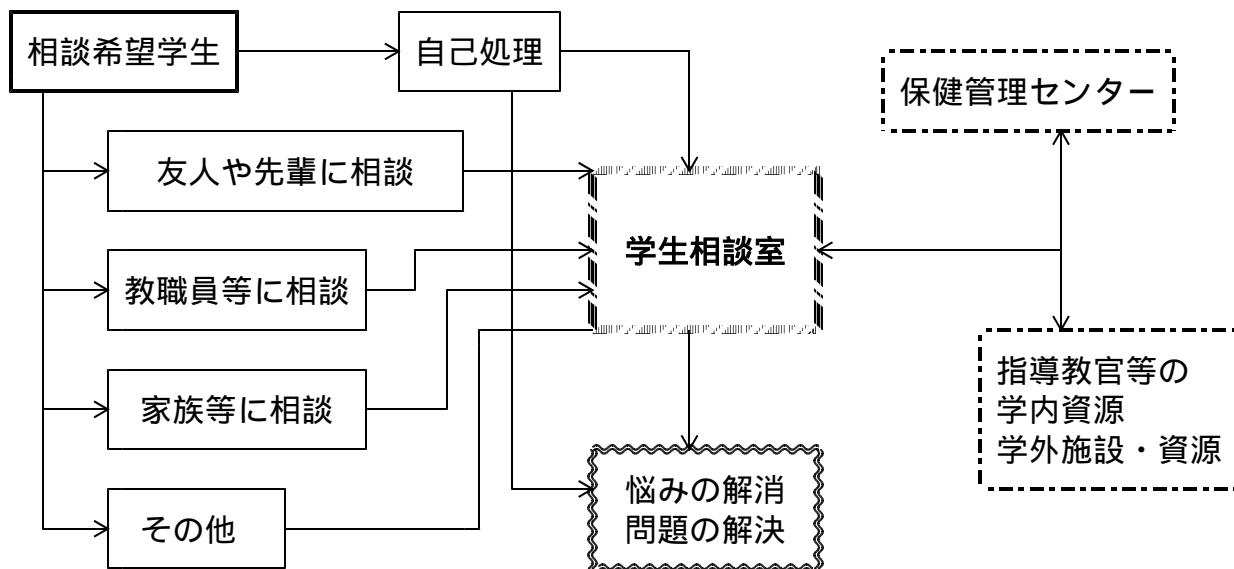 相談希望学生
自己処理
保健管理センター
友人や先輩に相談
学生相談室
教職員等に相談
指導教官等の
学内資源
学外施設・資源
家族等に相談
悩みの解消
問題の解決
その他